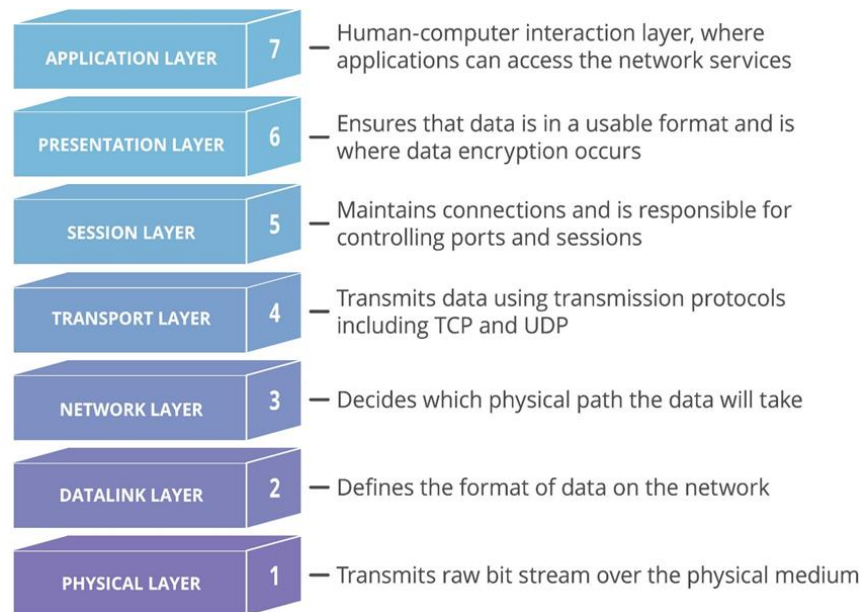 APPLICATION LAYER 7 — Human-computer interaction layer, where
applications can access the network services
PRESENTATION LAYER 6 — Ensures that data is in a usable format and is
where data encryption occurs
SESSION LAYER 5 — Maintains connections and is responsible for
controlling ports and sessions
TRANSPORT LAYER 4 — Transmits data using transmission protocols
including TCP and UDP
NETWORK LAYER 3 — Decides which physical path the data will take
DATALINK LAYER 2 — Defines the format of data on the network
PHYSICAL LAYER 1 — Transmits raw bit stream over the physical medium